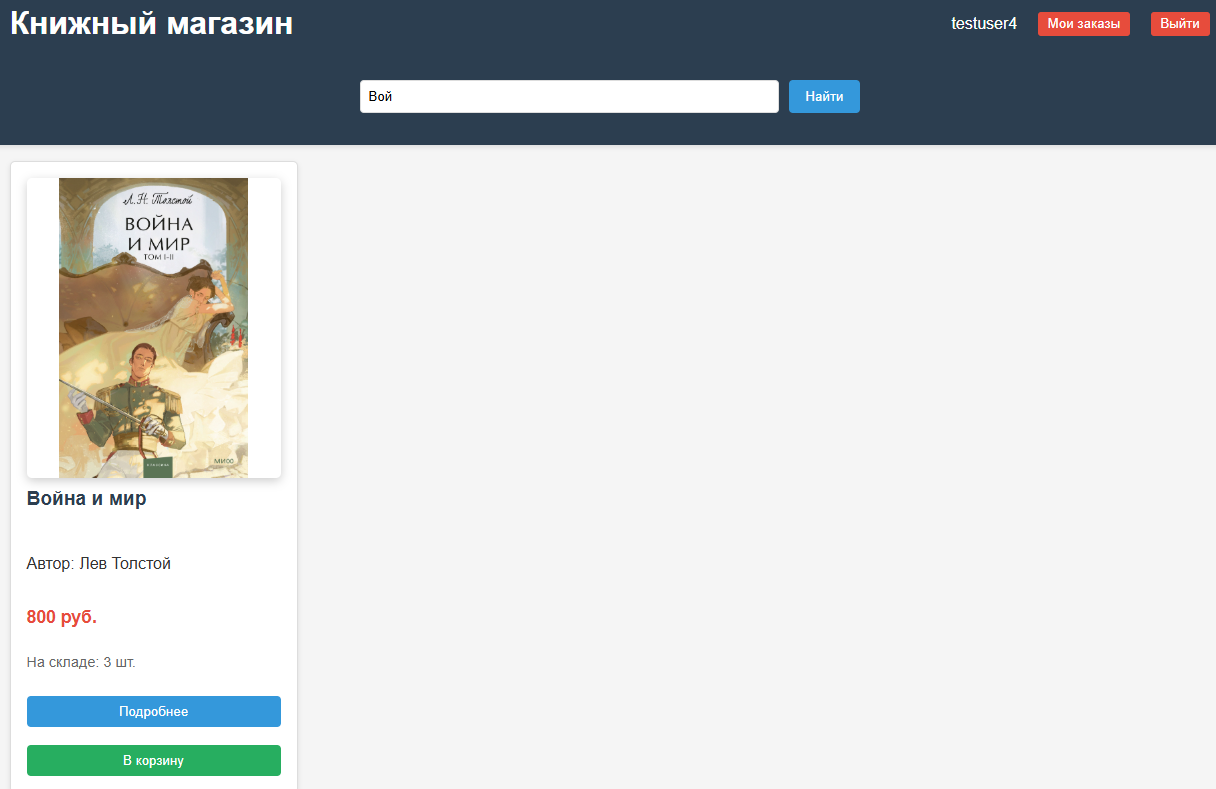 Книжный магазин
testuser4 Мои заказы Выйти
Вой Найти
Л.Н. Толстой
ВОЙНА
И МИР
ТОМ I-II
Война и мир
Автор: Лев Толстой
800 руб.
На складе: 3 шт.
Подробнее
В корзину